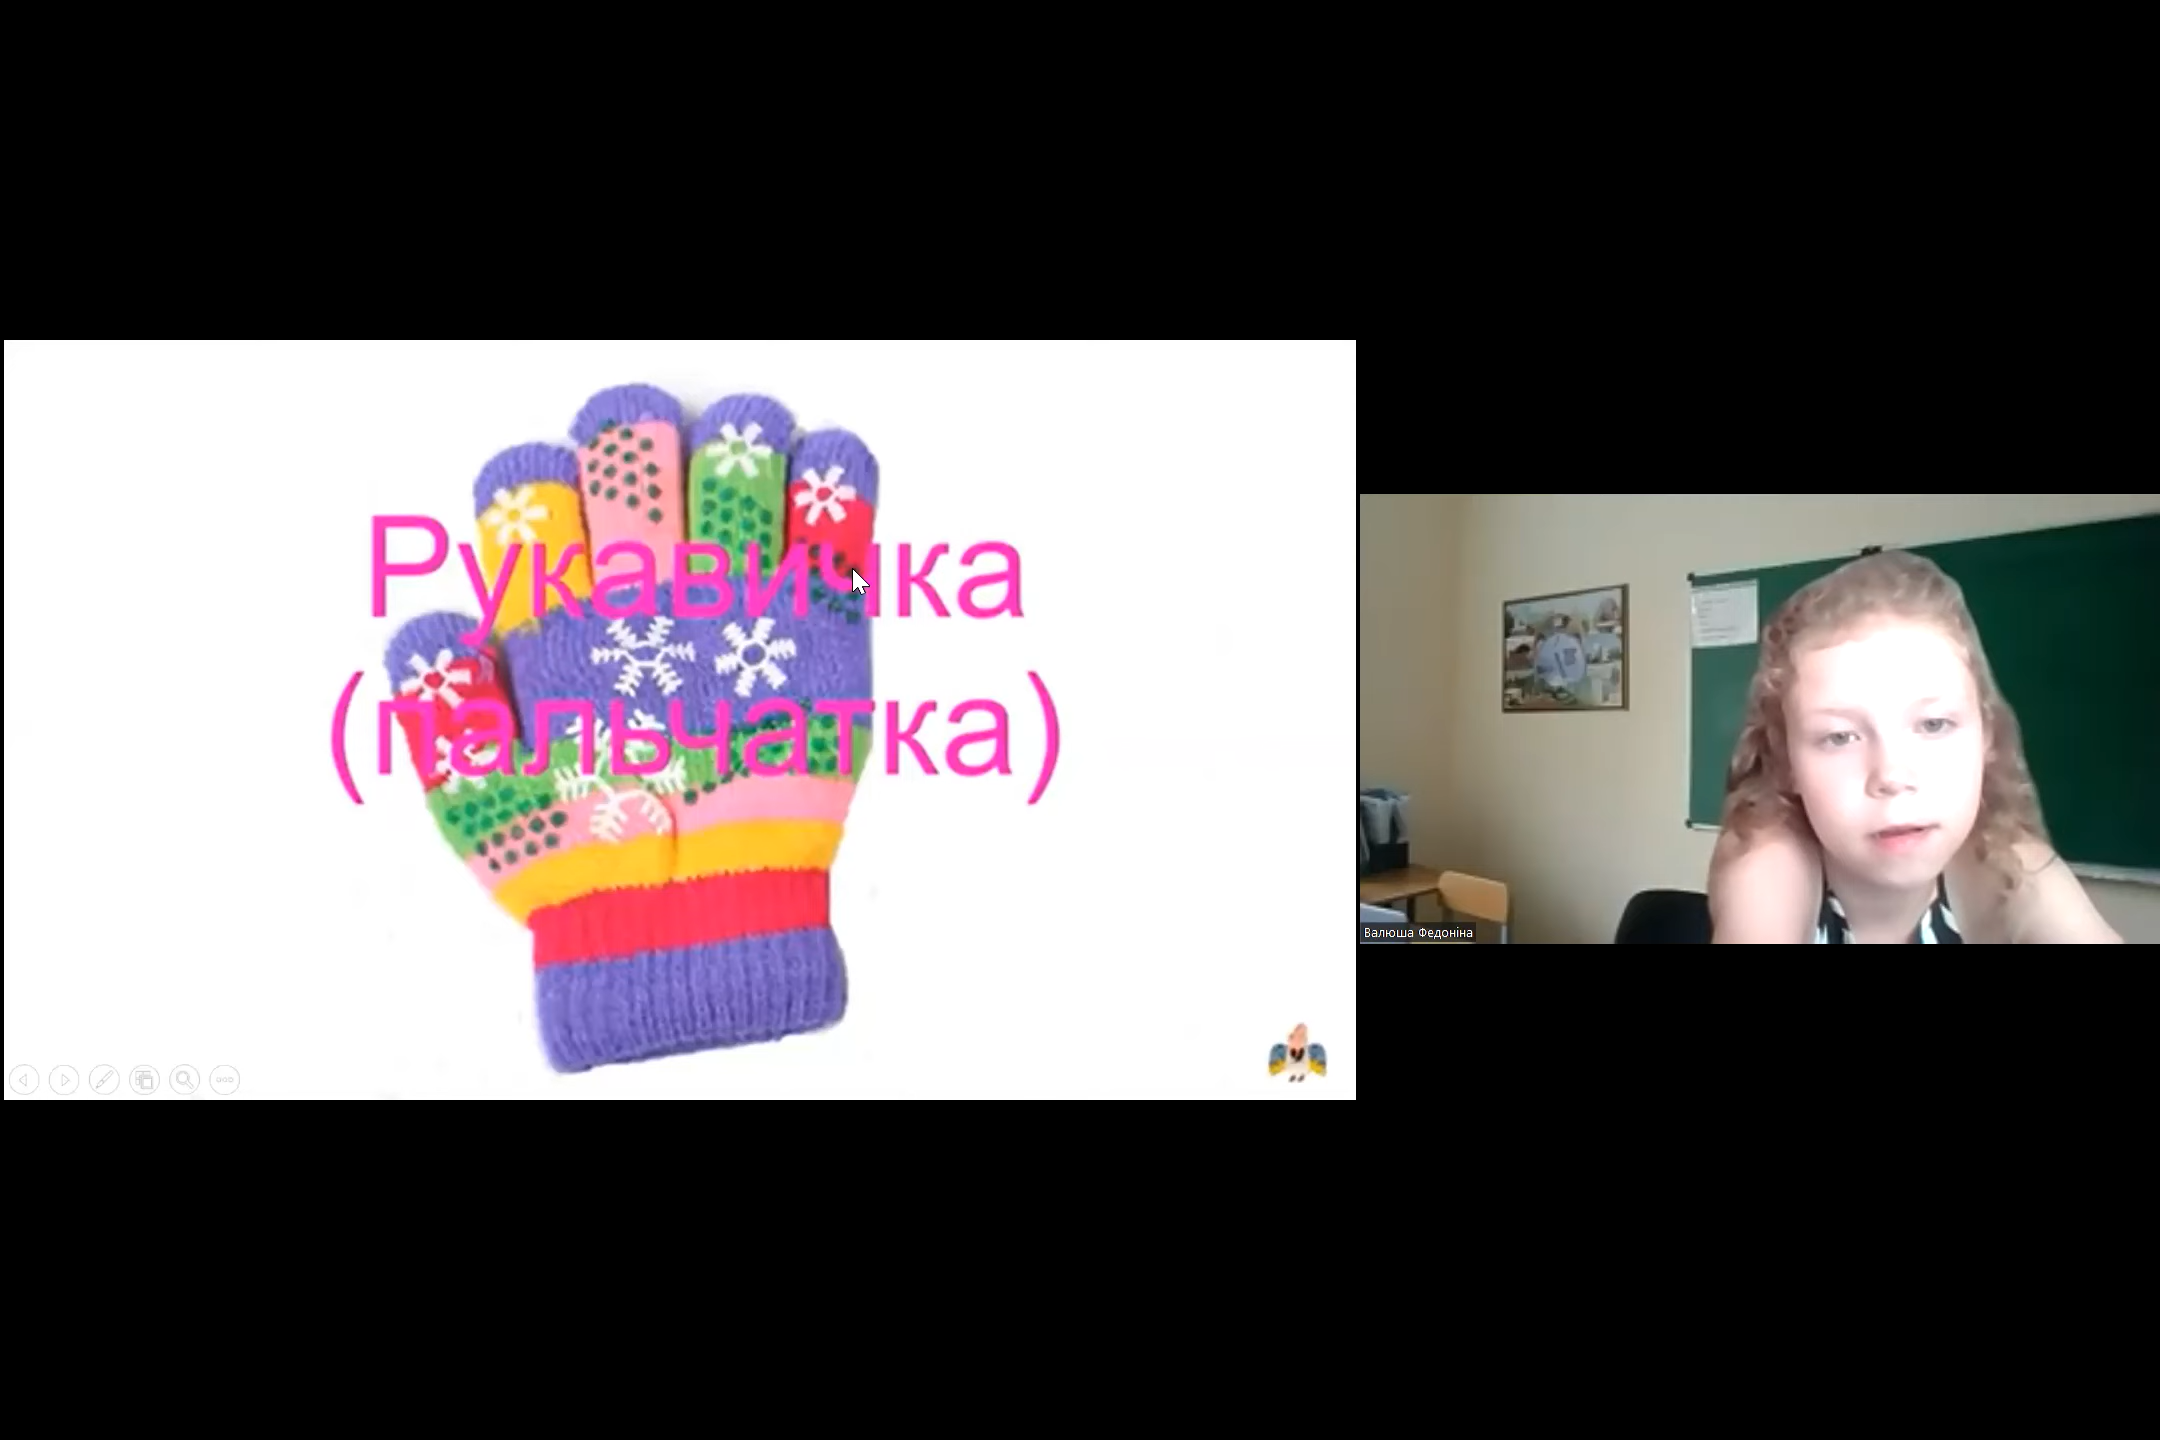 Рукавичка
(пальчатка)
Валюша Федоніна